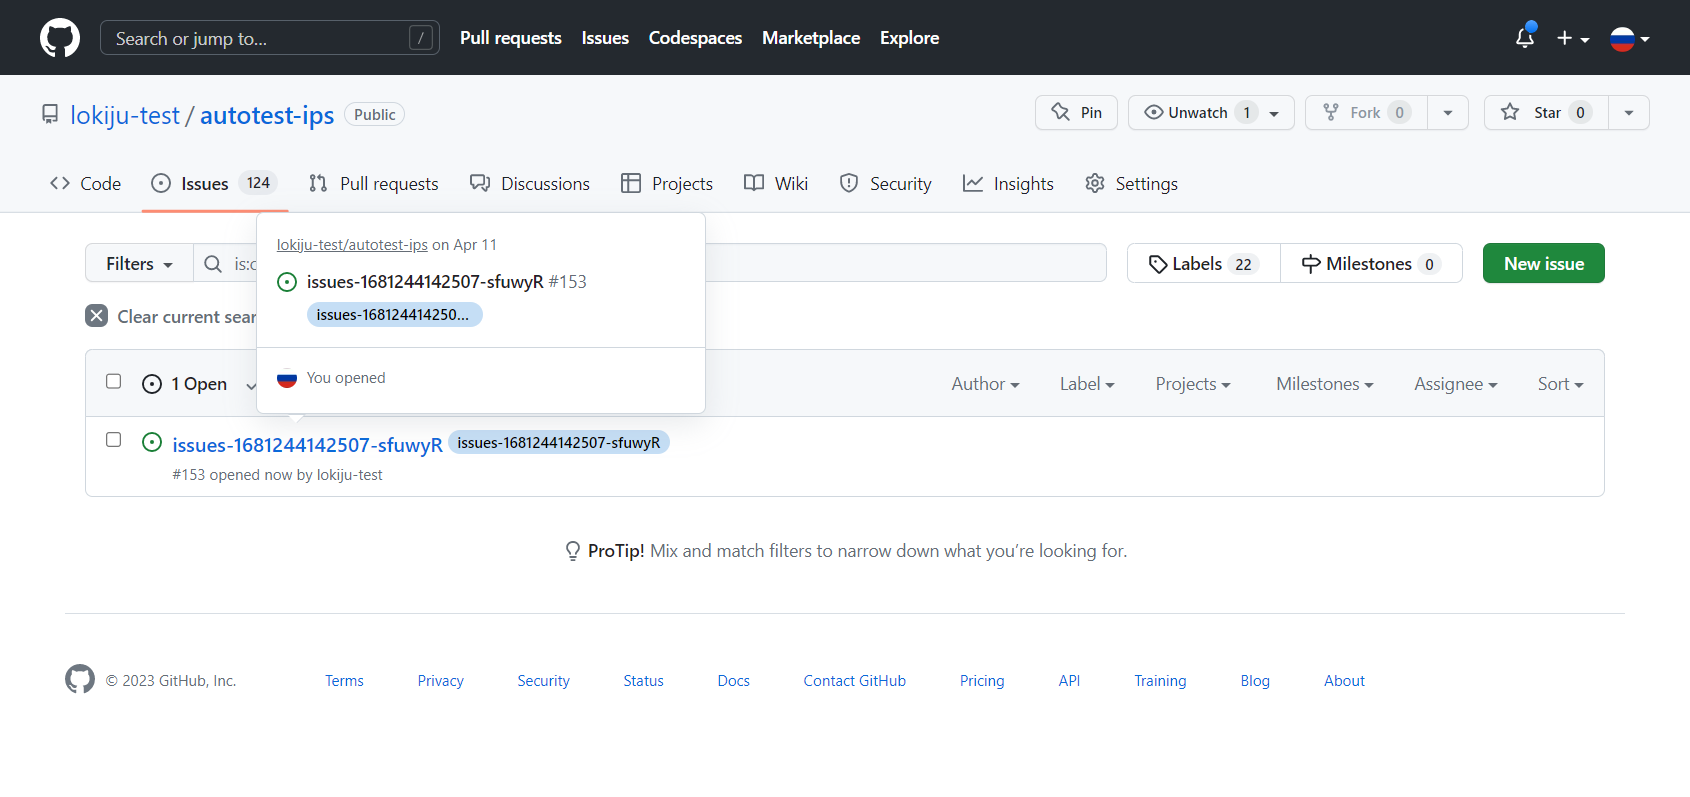 Search or jump to... /
Pull requests Issues Codespaces Marketplace Explore
lokiju-test / autotest-ips Public
Pin Unwatch 1 Fork 0 Star 0
Code Issues 124 Pull requests Discussions Projects Wiki Security Insights Settings
lokiju-test/autotest-ips on Apr 11
issues-1681244142507-sfuwyR #153
issues-168124414250...
You opened
Filters is:
Labels 22 Milestones 0 New issue
Clear current sear
1 Open Author Label Projects Milestones Assignee Sort
issues-1681244142507-sfuwyR issues-1681244142507-sfuwyR
#153 opened now by lokiju-test
ProTip! Mix and match filters to narrow down what you’re looking for.
© 2023 GitHub, Inc. Terms Privacy Security Status Docs Contact GitHub Pricing API Training Blog About